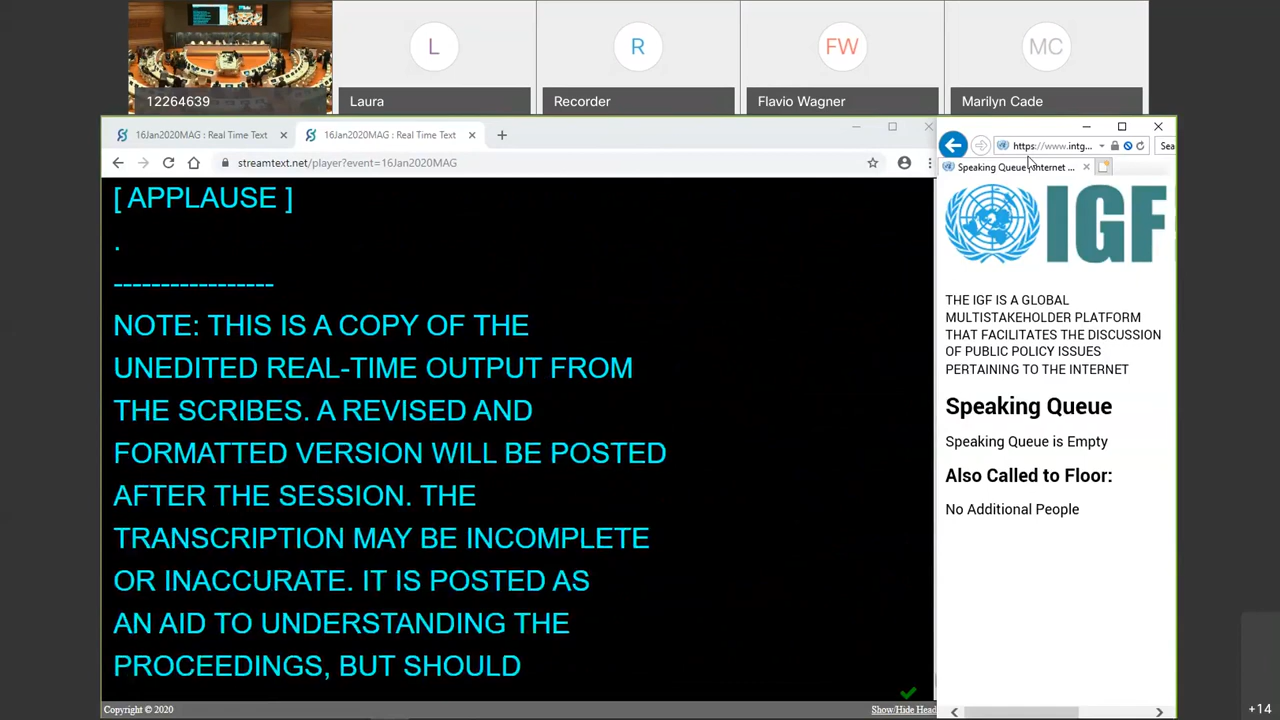 L
R
FW
MC
12264639
Laura
Recorder
Flavio Wagner
Marilyn Cade
16Jan2020MAG : Real Time Text
16Jan2020MAG : Real Time Text
streamtext.net/player?event=16Jan2020MAG
[ APPLAUSE ]
.
-----------------
NOTE: THIS IS A COPY OF THE
UNEDITED REAL-TIME OUTPUT FROM
THE SCRIBES. A REVISED AND
FORMATTED VERSION WILL BE POSTED
AFTER THE SESSION. THE
TRANSCRIPTION MAY BE INCOMPLETE
OR INACCURATE. IT IS POSTED AS
AN AID TO UNDERSTANDING THE
PROCEEDINGS, BUT SHOULD
Copyright © 2020
Show/Hide Head
https://www.intg...
Sea
Speaking Queue Internet ...
IGF
THE IGF IS A GLOBAL
MULTISTAKEHOLDER PLATFORM
THAT FACILITATES THE DISCUSSION
OF PUBLIC POLICY ISSUES
PERTAINING TO THE INTERNET
Speaking Queue
Speaking Queue is Empty
Also Called to Floor:
No Additional People
+14